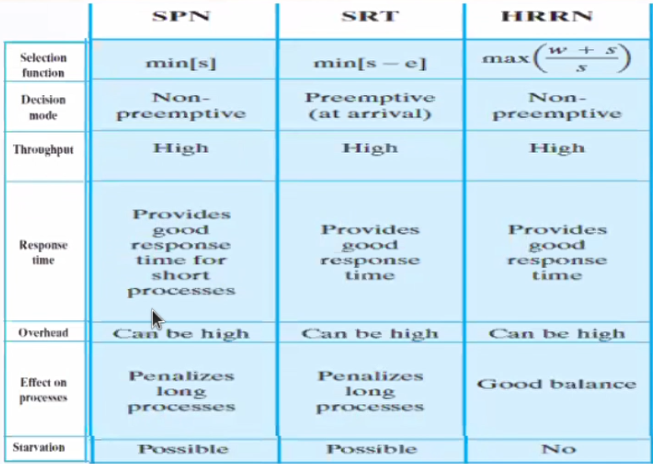 SPN SRT HRRN
Selection function min[s] min[s – e] max((w + s)/s)
Decision mode Non-preemptive Preemptive (at arrival) Non-preemptive
Throughput High High High
Response time Provides good response time for short processes Provides good response time Provides good response time
Overhead Can be high Can be high Can be high
Effect on processes Penalizes long processes Penalizes long processes Good balance
Starvation Possible Possible No